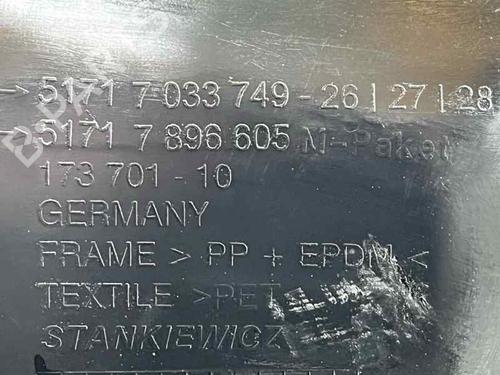 → 5171 7 033 749 - 26 | 27 | 28
→ 5171 7 896 605 M-Paket
173 701 - 10
GERMANY
FRAME > PP + EPDM <
TEXTILE > PET
STANKIEWICZ